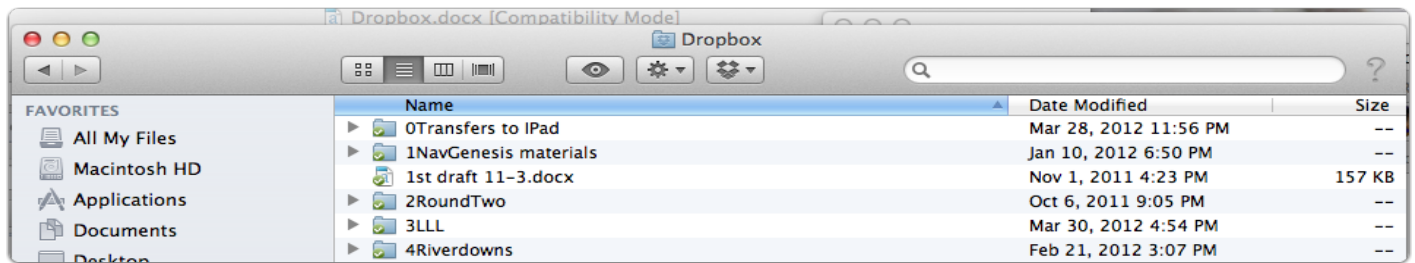 Dropbox.docx [Compatibility Mode]
Dropbox
FAVORITES
All My Files
Macintosh HD
Applications
Documents
Desktop
Name Date Modified Size
0Transfers to IPad Mar 28, 2012 11:56 PM --
1NavGenesis materials Jan 10, 2012 6:50 PM --
1st draft 11-3.docx Nov 1, 2011 4:23 PM 157 KB
2RoundTwo Oct 6, 2011 9:05 PM --
3LLL Mar 30, 2012 4:54 PM --
4Riverdowns Feb 21, 2012 3:07 PM --